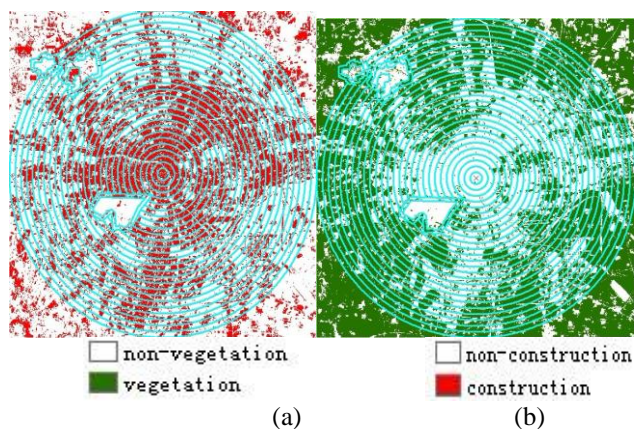 non-vegetation
non-construction
vegetation
construction
(a)
(b)